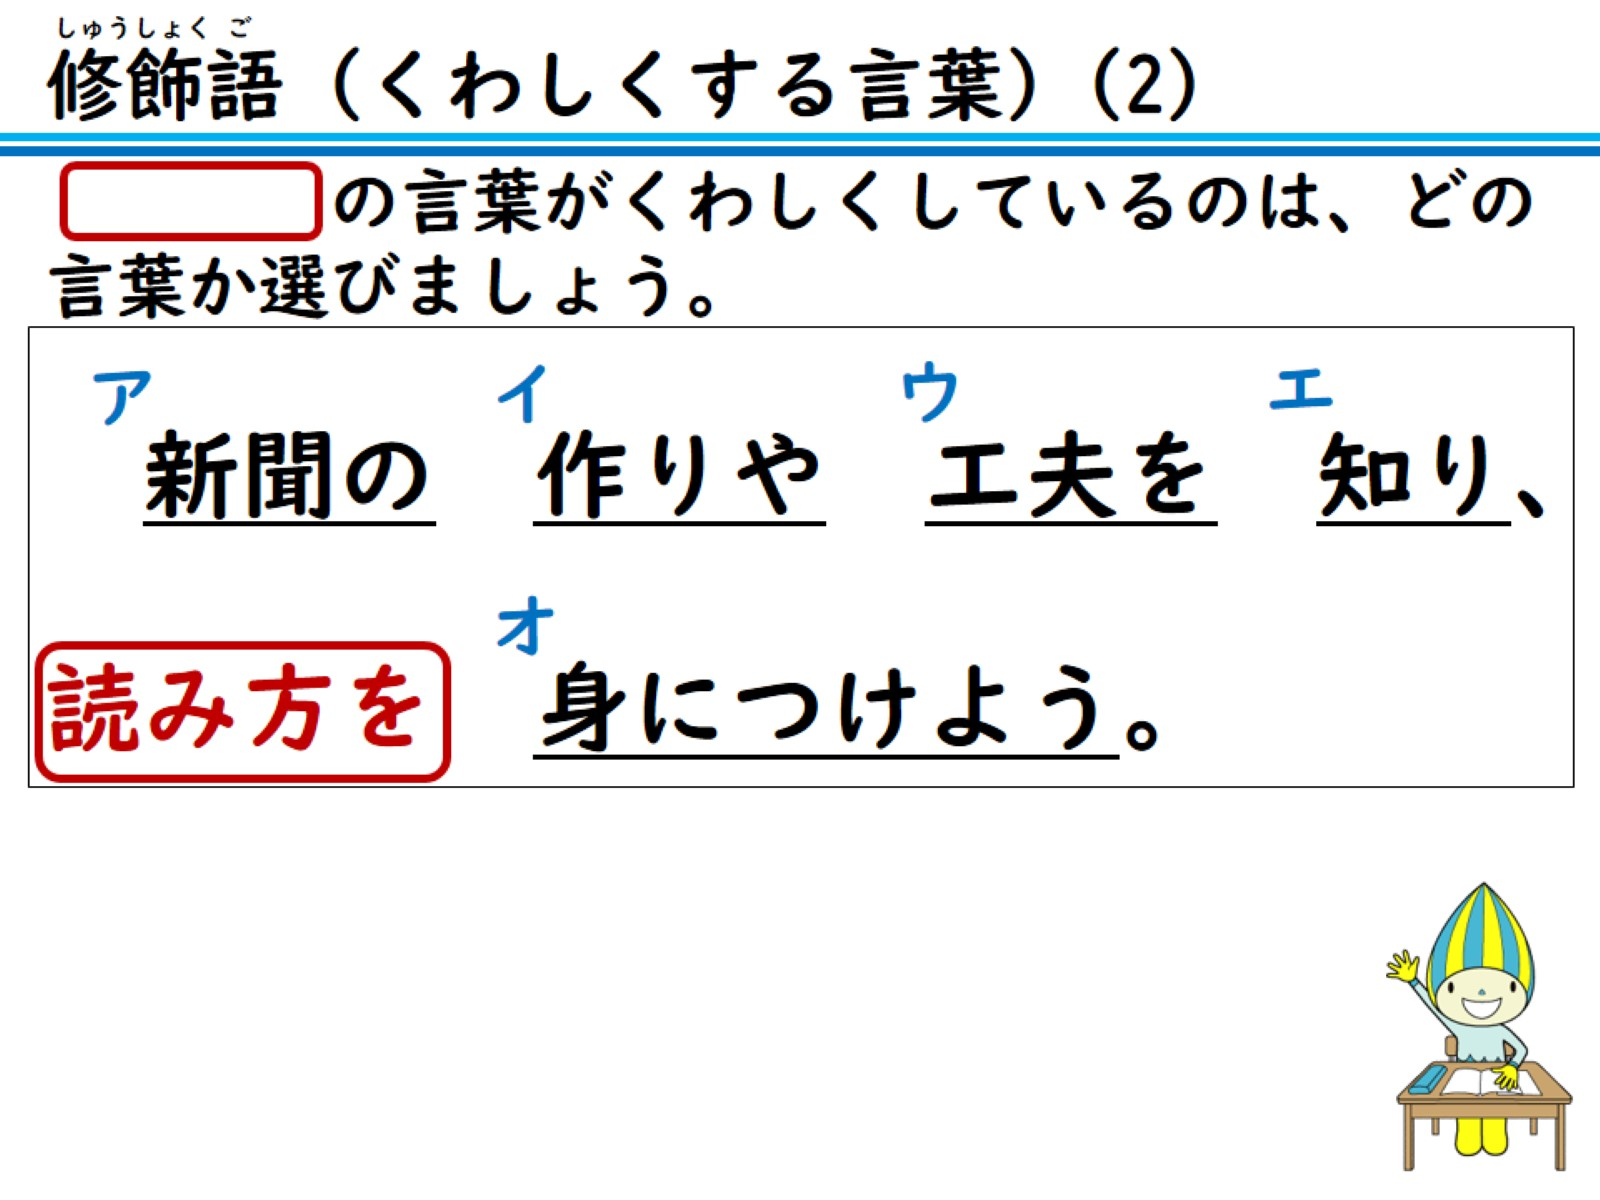 しゅうしょく ご
修飾語（くわしくする言葉）(2)
の言葉がくわしくしているのは、どの
言葉か選びましょう。
ア イ ウ エ
新聞の 作りや 工夫を 知り、
オ
読み方を 身につけよう。